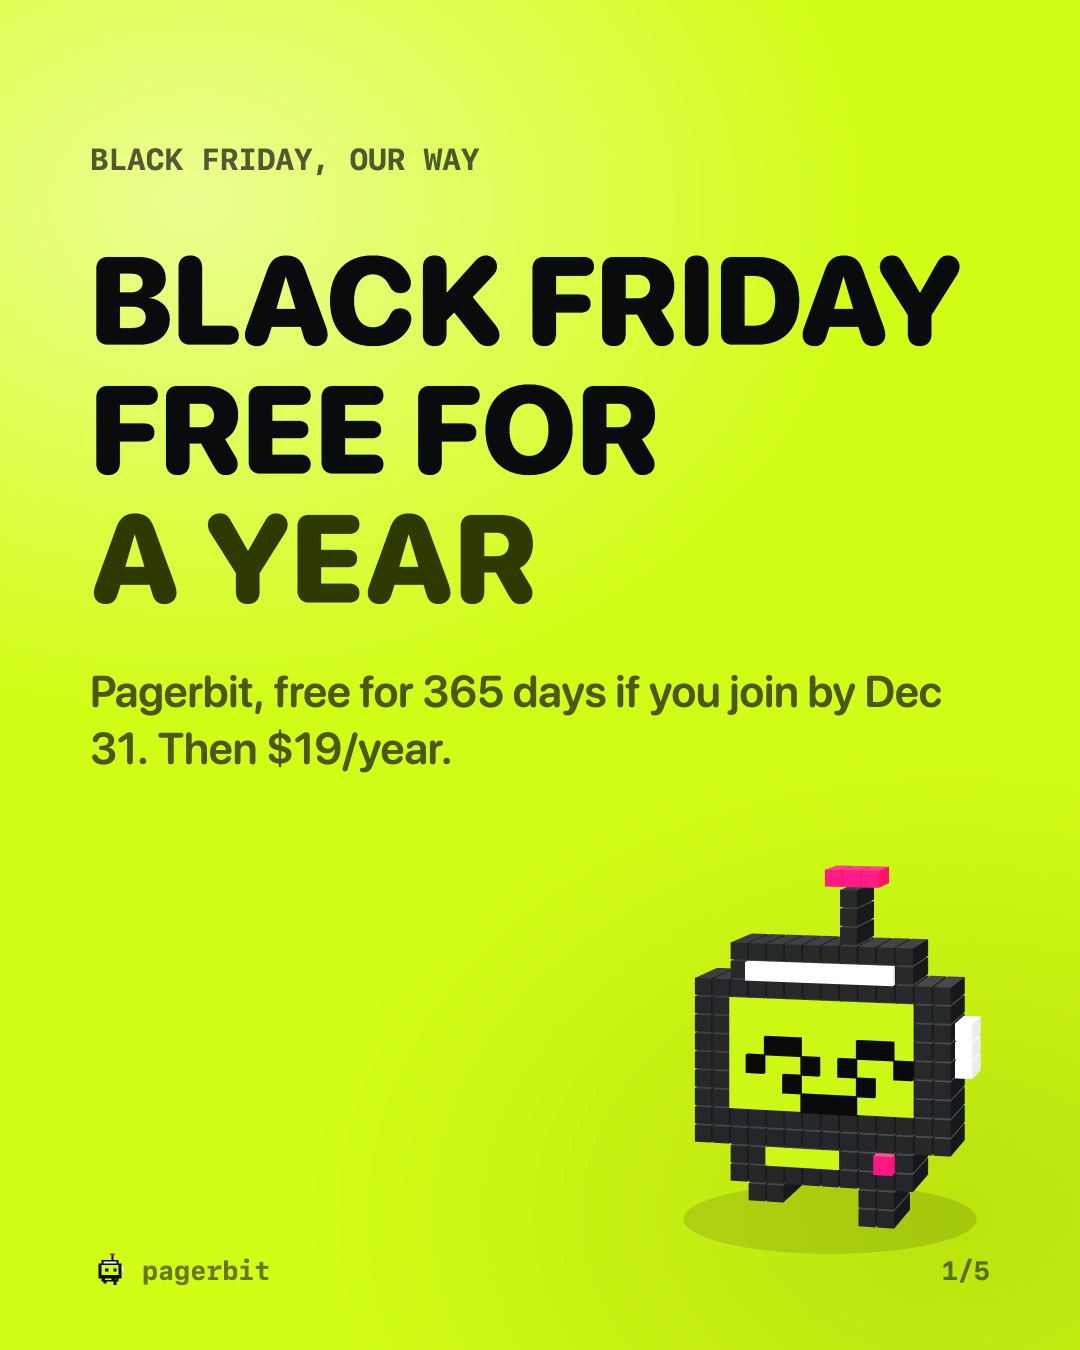 BLACK FRIDAY, OUR WAY
BLACK FRIDAY
FREE FOR
A YEAR
Pagerbit, free for 365 days if you join by Dec
31. Then $19/year.
pagerbit
1/5